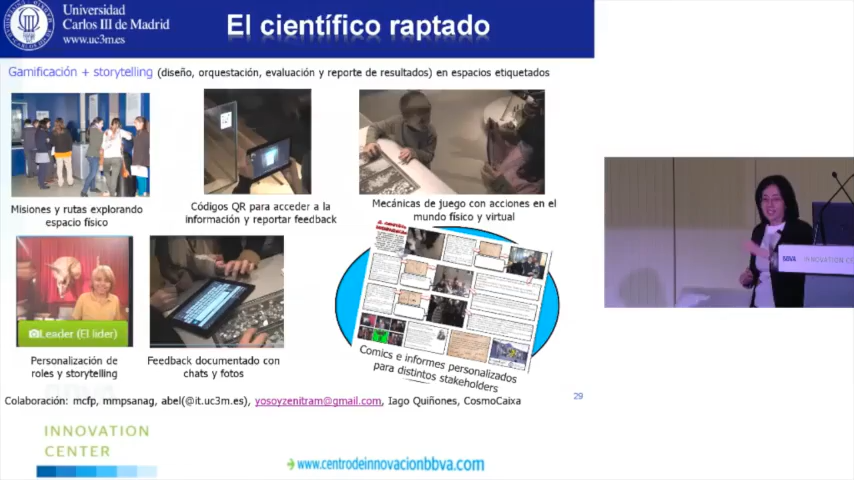 Universidad
Carlos III de Madrid
www.uc3m.es
El científico raptado
Gamificación + storytelling (diseño, orquestación, evaluación y reporte de resultados) en espacios etiquetados
Misiones y rutas explorando
espacio físico
Códigos QR para acceder a la
información y reportar feedback
Mecánicas de juego con acciones en el
mundo físico y virtual
Leader (El lider)
Personalización de
roles y storytelling
Feedback documentado con
chats y fotos
Comics e informes personalizados
para distintos stakeholders
Colaboración: mcfp, mmpsanag, abel(@it.uc3m.es), yosoyzenitram@gmail.com, Iago Quiñones, CosmoCaixa
29
BBVA INNOVATION CE
INNOVATION
CENTER
www.centrodeinnovacionbbva.com